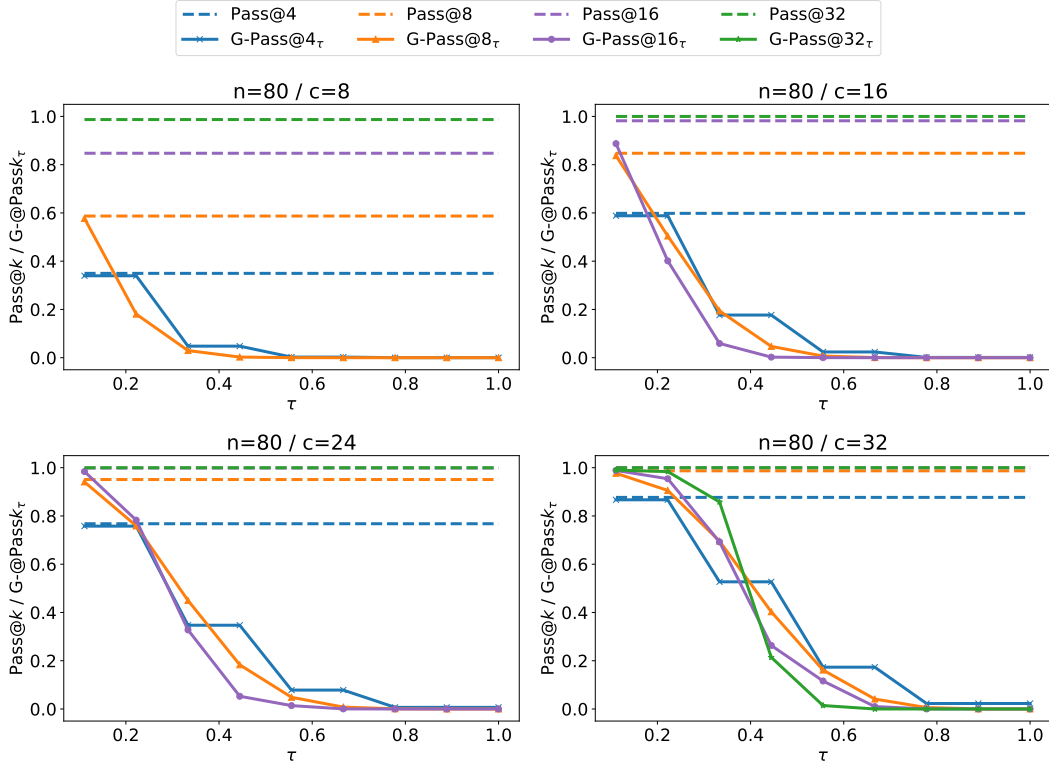 Pass@4 Pass@8 Pass@16 Pass@32
G-Pass@4τ G-Pass@8τ G-Pass@16τ G-Pass@32τ
n=80 / c=8
Pass@k / G-@Passkτ
1.0
0.8
0.6
0.4
0.2
0.0
0.2 0.4 0.6 0.8 1.0
τ
n=80 / c=16
Pass@k / G-@Passkτ
1.0
0.8
0.6
0.4
0.2
0.0
0.2 0.4 0.6 0.8 1.0
τ
n=80 / c=24
Pass@k / G-@Passkτ
1.0
0.8
0.6
0.4
0.2
0.0
0.2 0.4 0.6 0.8 1.0
τ
n=80 / c=32
Pass@k / G-@Passkτ
1.0
0.8
0.6
0.4
0.2
0.0
0.2 0.4 0.6 0.8 1.0
τ